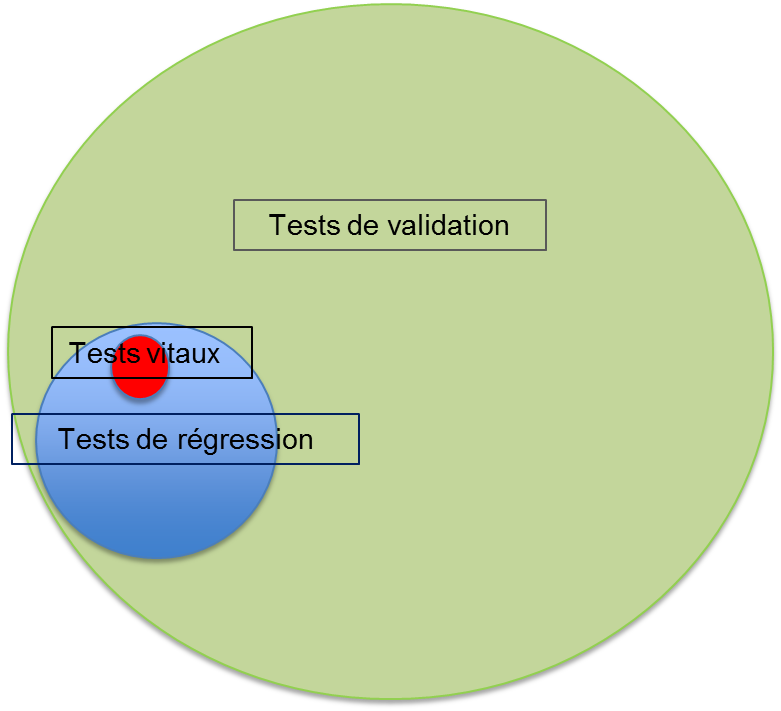 Tests de validation
Tests vitaux
Tests de régression